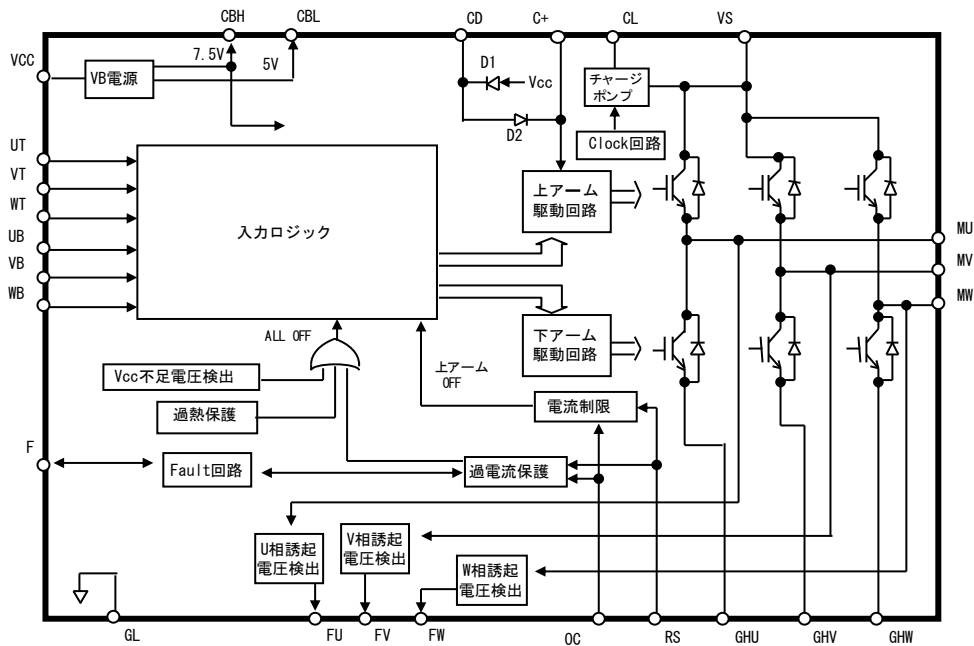 CBH
CBL
CD
C+
CL
VS
VCC
7.5V
5V
VB電源
D1
Vcc
D2
チャージ
ポンプ
Clock回路
UT
VT
WT
UB
VB
WB
入力ロジック
上アーム
駆動回路
下アーム
駆動回路
MU
MV
MW
ALL OFF
Vcc不足電圧検出
過熱保護
上アーム
OFF
電流制限
F
Fault回路
過電流保護
U相誘起
電圧検出
V相誘起
電圧検出
W相誘起
電圧検出
GL
FU
FV
FW
OC
RS
GHU
GHV
GHW